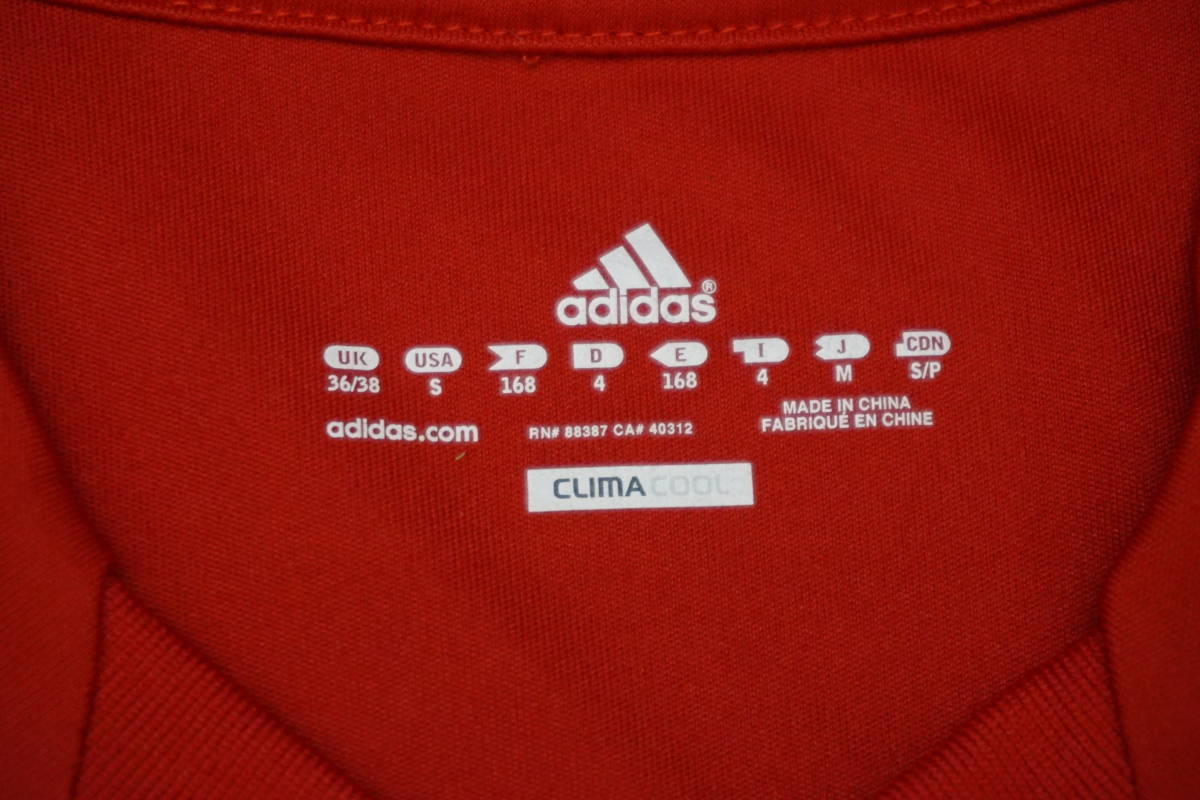 adidas®
UK USA F D E I J CDN
36/38 S 168 4 168 4 M S/P
adidas.com RN# 88387 CA# 40312 MADE IN CHINA
FABRIQUÉ EN CHINE
CLIMACOOL